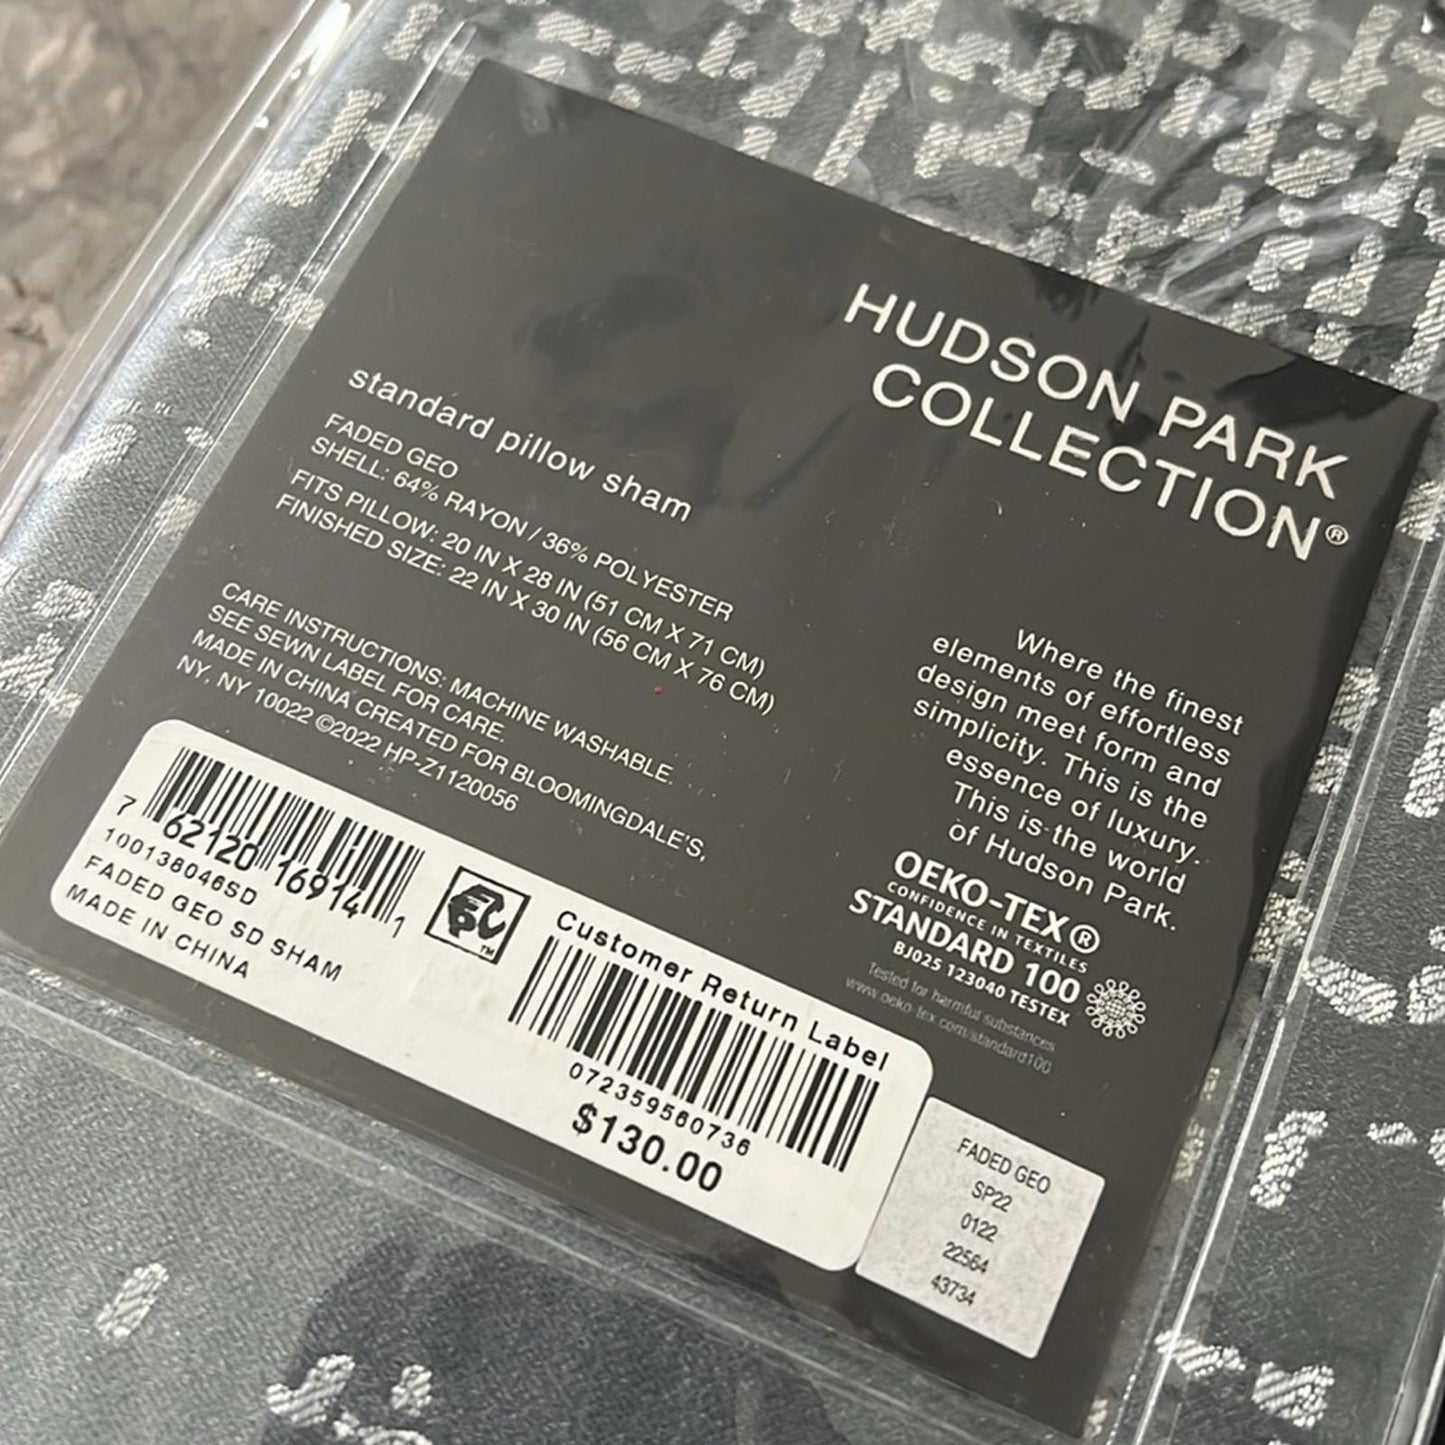 HUDSON PARK
COLLECTION®
standard pillow sham
FADED GEO
SHELL: 64% RAYON / 36% POLYESTER
FITS PILLOW: 20 IN X 28 IN (51 CM X 71 CM)
FINISHED SIZE: 22 IN X 30 IN (56 CM X 76 CM)
CARE INSTRUCTIONS: MACHINE WASHABLE.
SEE SEWN LABEL FOR CARE.
MADE IN CHINA CREATED FOR BLOOMINGDALE'S,
NY, NY 10022 ©2022 HP-Z1120056
Where the finest
elements of effortless
design meet form and
simplicity. This is the
essence of luxury.
This is the world
of Hudson Park.
OEKO-TEX®
CONFIDENCE IN TEXTILES
STANDARD 100
BJ025 123040 TESTEX
Tested for harmful substances
www.oeko-tex.com/standard100
7 62120 16914 1
100138046SD
FADED GEO SD SHAM
MADE IN CHINA
TM
Customer Return Label
072359560736
$130.00
FADED GEO
SP22
0122
22564
43734